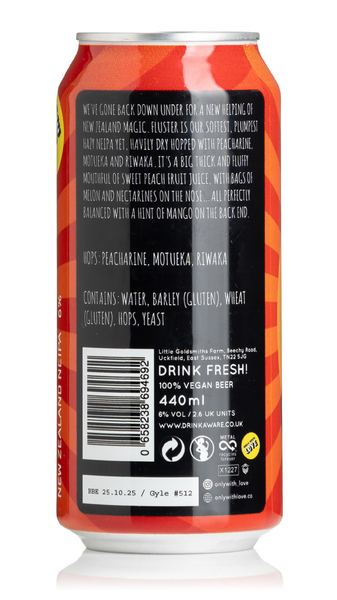 WE'VE GONE BACK DOWN UNDER FOR A NEW HELPING OF
NEW ZEALAND MAGIC. FLUSTER IS OUR SOFTEST, PLUMPEST
HAZY NEIPA YET. HAVILY DRY HOPPED WITH PEACHARINE,
MOTUEKA AND RIWAKA. IT'S A BIG THICK AND FLUFFY
MOUTHFUL OF SWEET PEACH FRUIT JUICE. WITH BAGS OF
MELON AND NECTARINES ON THE NOSE... ALL PERFECTLY
BALANCED WITH A HINT OF MANGO ON THE BACK END.
HOPS: PEACHARINE, MOTUEKA, RIWAKA
CONTAINS: WATER, BARLEY (GLUTEN), WHEAT
(GLUTEN), HOPS, YEAST
Little Goldsmiths Farm, Beechy Road,
Uckfield, East Sussex, TN22 5JG
DRINK FRESH!
100% VEGAN BEER
440ml
6% VOL / 2.6 UK UNITS
WWW.DRINKAWARE.CO.UK
METAL
X1227
onlywith_love
onlywithlove.co
0 658238 694692
BBE 25.10.25 / Gyle #512
NEW ZEALAND NEIPA 6%